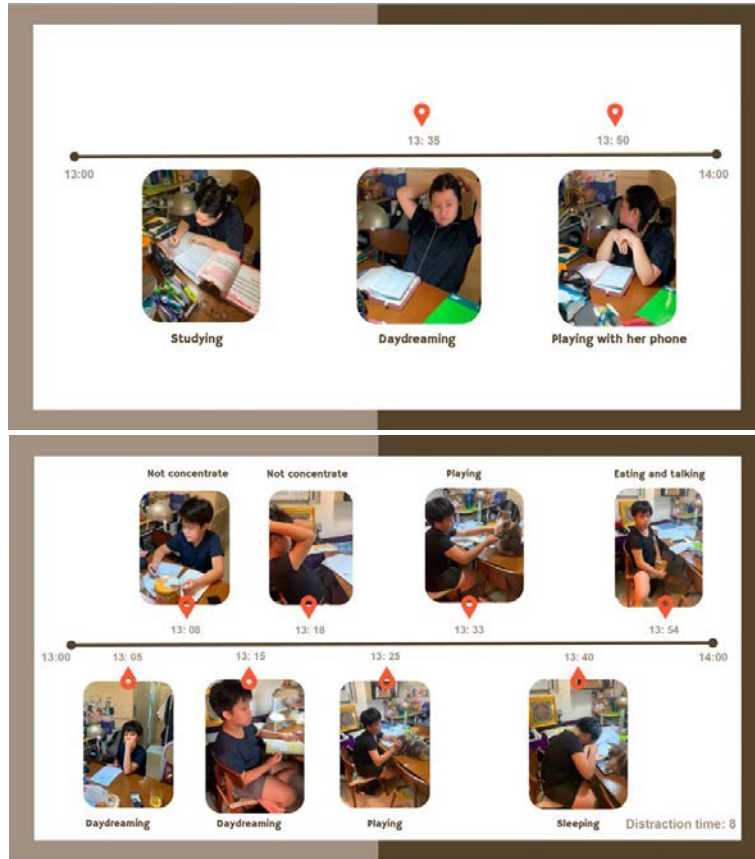 13: 35
13: 50
13:00
14:00
Studying
Daydreaming
Playing with her phone
Not concentrate
Not concentrate
Playing
Eating and talking
13: 08
13: 18
13: 33
13: 54
13:00
13: 05
13: 15
13: 25
13: 40
14:00
Daydreaming
Daydreaming
Playing
Sleeping
Distraction time: 8